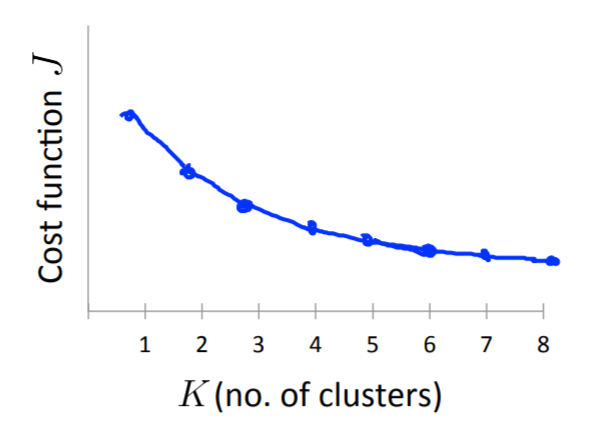 Cost function J
1 2 3 4 5 6 7 8
K (no. of clusters)